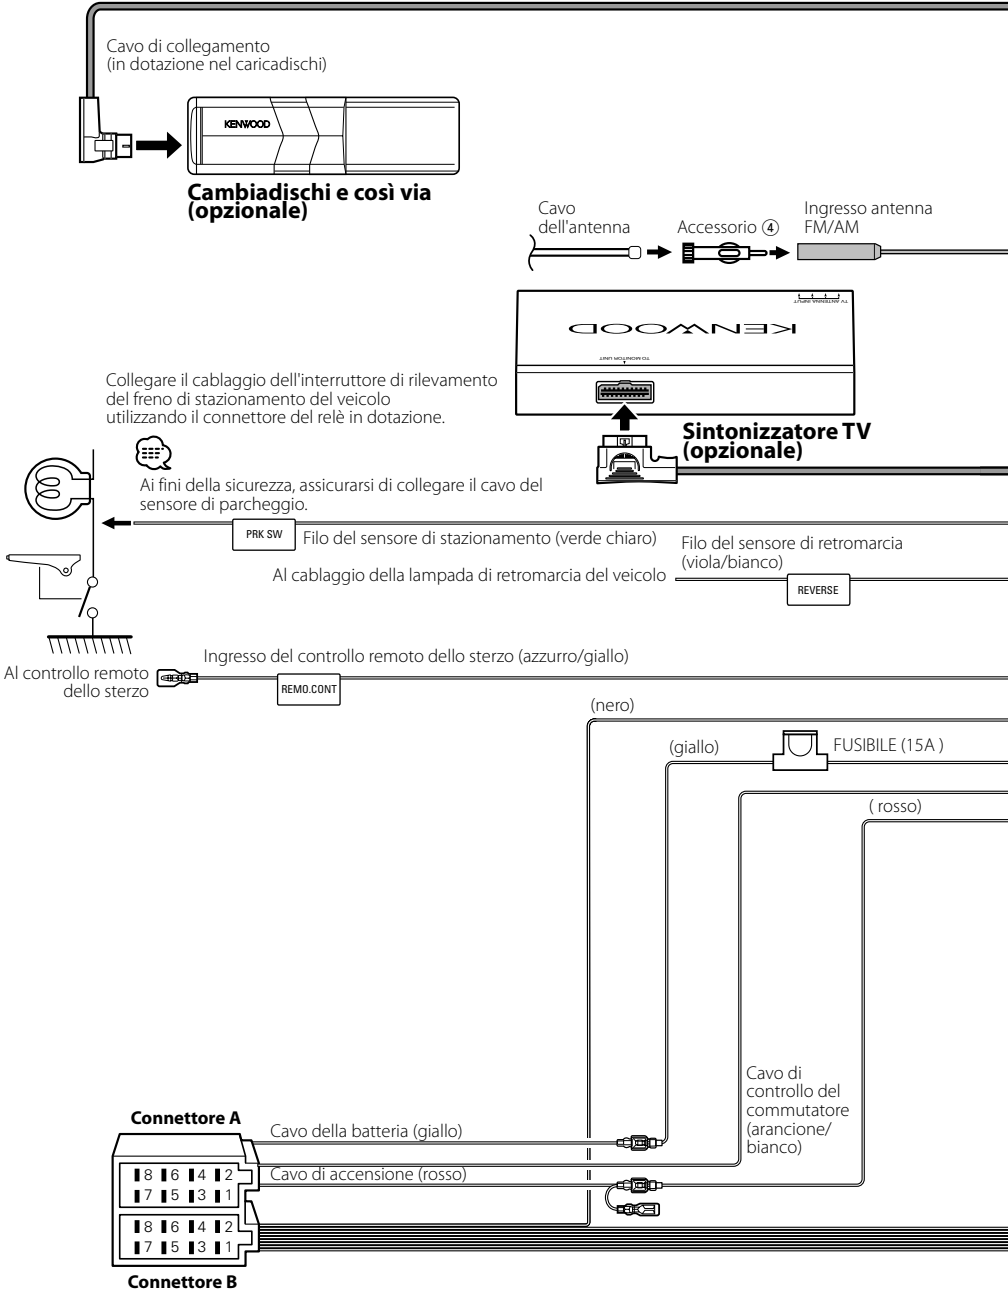 Cavo di collegamento
(in dotazione nel caricadischi)
KENWOOD
Cambiadischi e così via
(opzionale)
Cavo
dell'antenna
Accessorio ④
Ingresso antenna
FM/AM
TV ANTENNA INPUT
KENWOOD
TO MONITOR UNIT
Collegare il cablaggio dell'interruttore di rilevamento
del freno di stazionamento del veicolo
utilizzando il connettore del relè in dotazione.
Sintonizzatore TV
(opzionale)
Ai fini della sicurezza, assicurarsi di collegare il cavo del
sensore di parcheggio.
PRK SW
Filo del sensore di stazionamento (verde chiaro)
Filo del sensore di retromarcia
(viola/bianco)
Al cablaggio della lampada di retromarcia del veicolo
REVERSE
Ingresso del controllo remoto dello sterzo (azzurro/giallo)
Al controllo remoto
dello sterzo
REMO.CONT
(nero)
(giallo)
FUSIBILE (15A )
( rosso)
Cavo di
controllo del
commutatore
(arancione/
bianco)
Connettore A
Cavo della batteria (giallo)
Cavo di accensione (rosso)
8 6 4 2
7 5 3 1
8 6 4 2
7 5 3 1
Connettore B